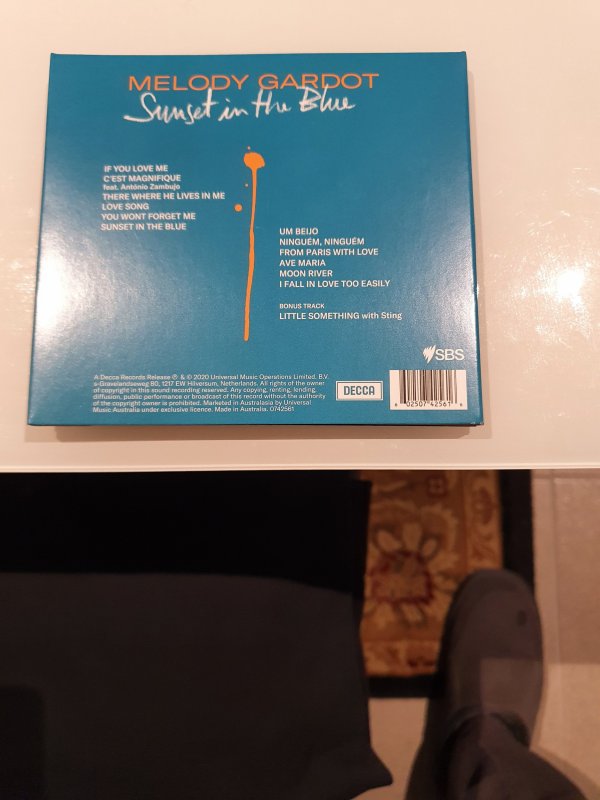 MELODY GARDOT
Sunset in the Blue
IF YOU LOVE ME
C'EST MAGNIFIQUE
feat. António Zambujo
THERE WHERE HE LIVES IN ME
LOVE SONG
YOU WONT FORGET ME
SUNSET IN THE BLUE
UM BEIJO
NINGUÉM, NINGUÉM
FROM PARIS WITH LOVE
AVE MARIA
MOON RIVER
I FALL IN LOVE TOO EASILY
BONUS TRACK
LITTLE SOMETHING with Sting
SBS
A Decca Records Release ℗ & © 2020 Universal Music Operations Limited, B.V.
s-Gravelandseweg 80, 1217 EW Hilversum, Netherlands. All rights of the owner
of copyright in this sound recording reserved. Any copying, renting, lending,
diffusion, public performance or broadcast of this record without the authority
of the copyright owner is prohibited. Marketed in Australasia by Universal
Music Australia under exclusive licence. Made in Australia. 0742561
DECCA
6 02507 42561 8